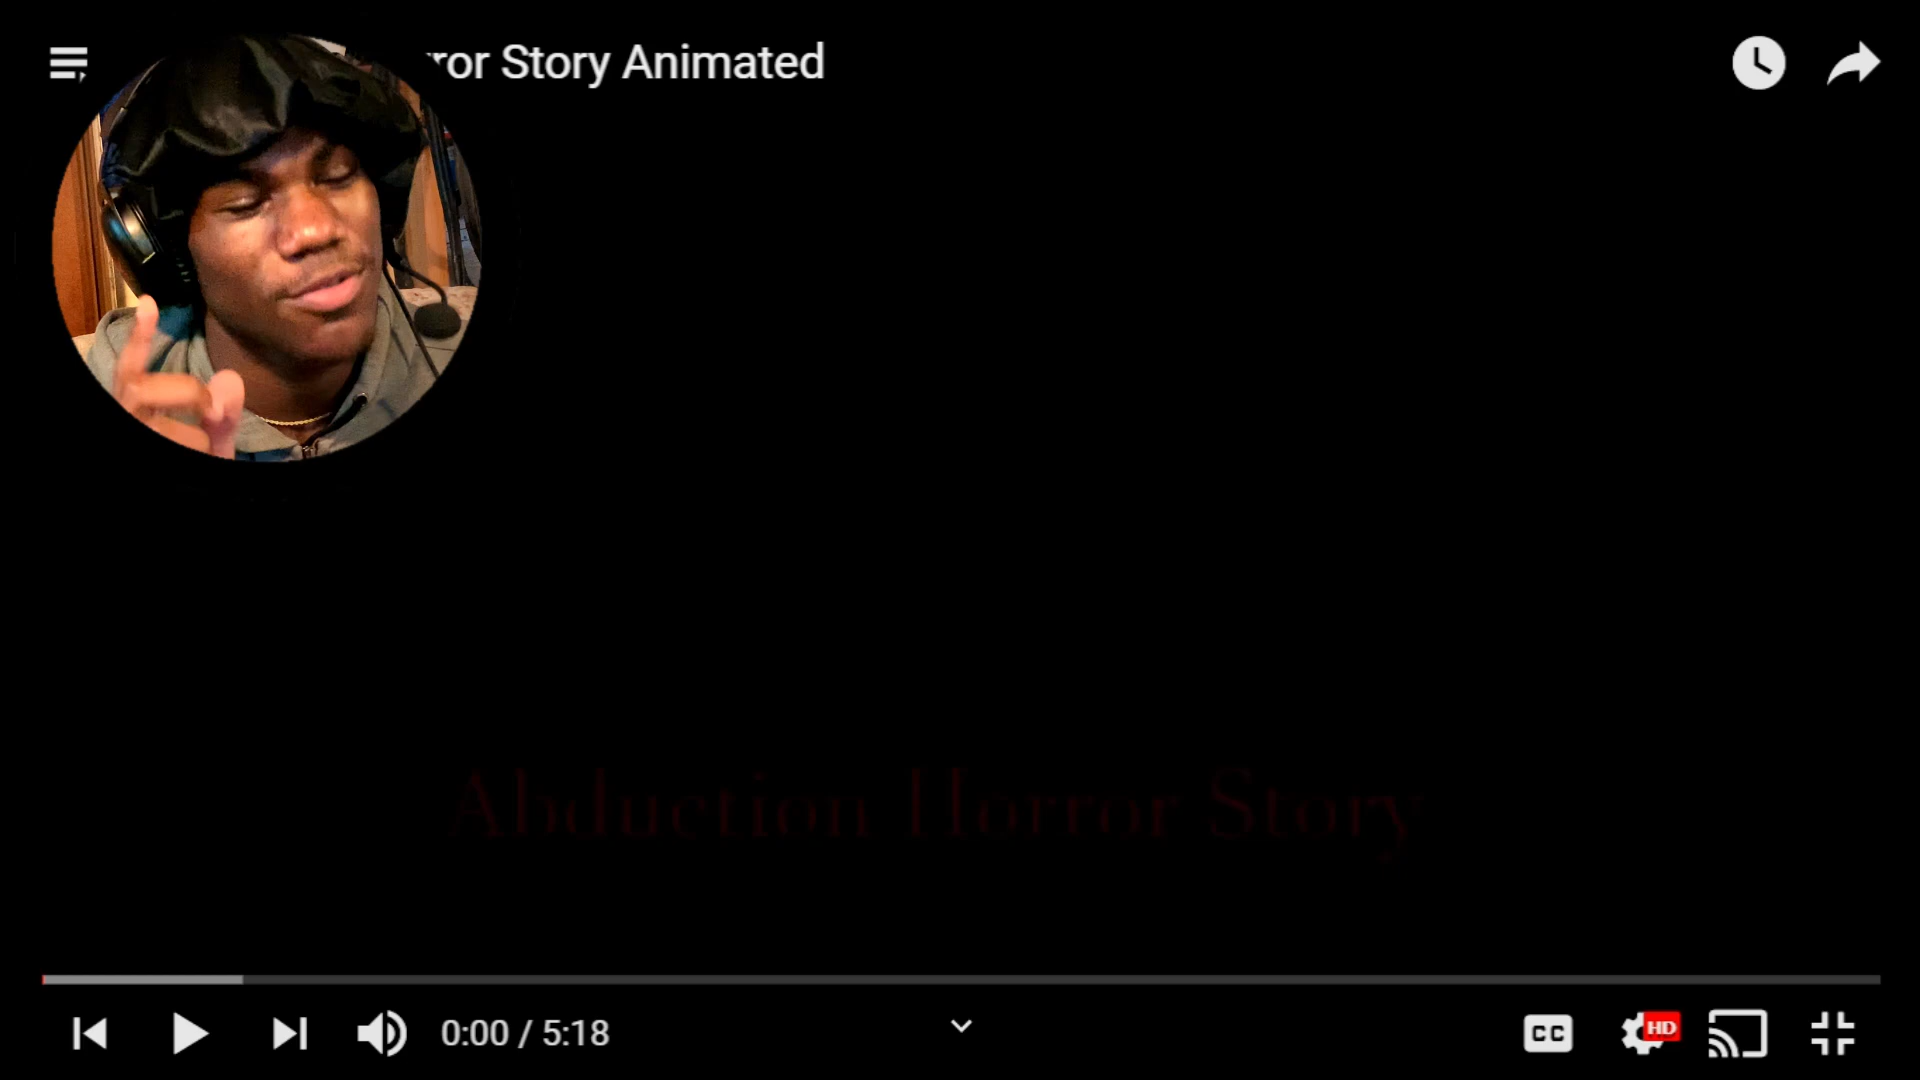 ror Story Animated
Abduction Horror Story
0:00 / 5:18
CC
HD